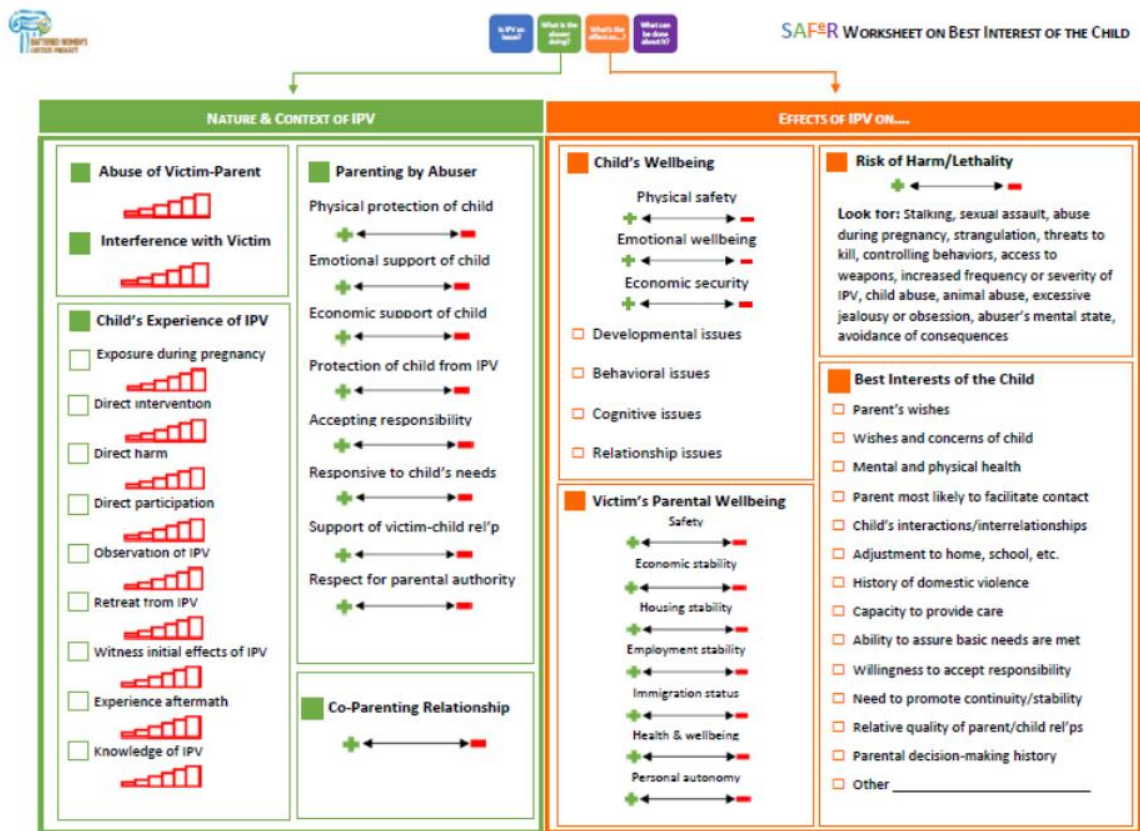 BATTERED WOMEN'S
JUSTICE PROJECT
Is IPV an
issue?
What is the
abuser
doing?
What's the
effect on...?
What can
be done
about it?
SAFeR WORKSHEET ON BEST INTEREST OF THE CHILD
NATURE & CONTEXT OF IPV
Abuse of Victim-Parent
Interference with Victim
Child's Experience of IPV
Exposure during pregnancy
Direct intervention
Direct harm
Direct participation
Observation of IPV
Retreat from IPV
Witness initial effects of IPV
Experience aftermath
Knowledge of IPV
Parenting by Abuser
Physical protection of child
Emotional support of child
Economic support of child
Protection of child from IPV
Accepting responsibility
Responsive to child's needs
Support of victim-child rel'p
Respect for parental authority
Co-Parenting Relationship
EFFECTS OF IPV ON....
Child's Wellbeing
Physical safety
Emotional wellbeing
Economic security
Developmental issues
Behavioral issues
Cognitive issues
Relationship issues
Victim's Parental Wellbeing
Safety
Economic stability
Housing stability
Employment stability
Immigration status
Health & wellbeing
Personal autonomy
Risk of Harm/Lethality
Look for: Stalking, sexual assault, abuse
during pregnancy, strangulation, threats to
kill, controlling behaviors, access to
weapons, increased frequency or severity of
IPV, child abuse, animal abuse, excessive
jealousy or obsession, abuser's mental state,
avoidance of consequences
Best Interests of the Child
Parent's wishes
Wishes and concerns of child
Mental and physical health
Parent most likely to facilitate contact
Child's interactions/interrelationships
Adjustment to home, school, etc.
History of domestic violence
Capacity to provide care
Ability to assure basic needs are met
Willingness to accept responsibility
Need to promote continuity/stability
Relative quality of parent/child rel'ps
Parental decision-making history
Other